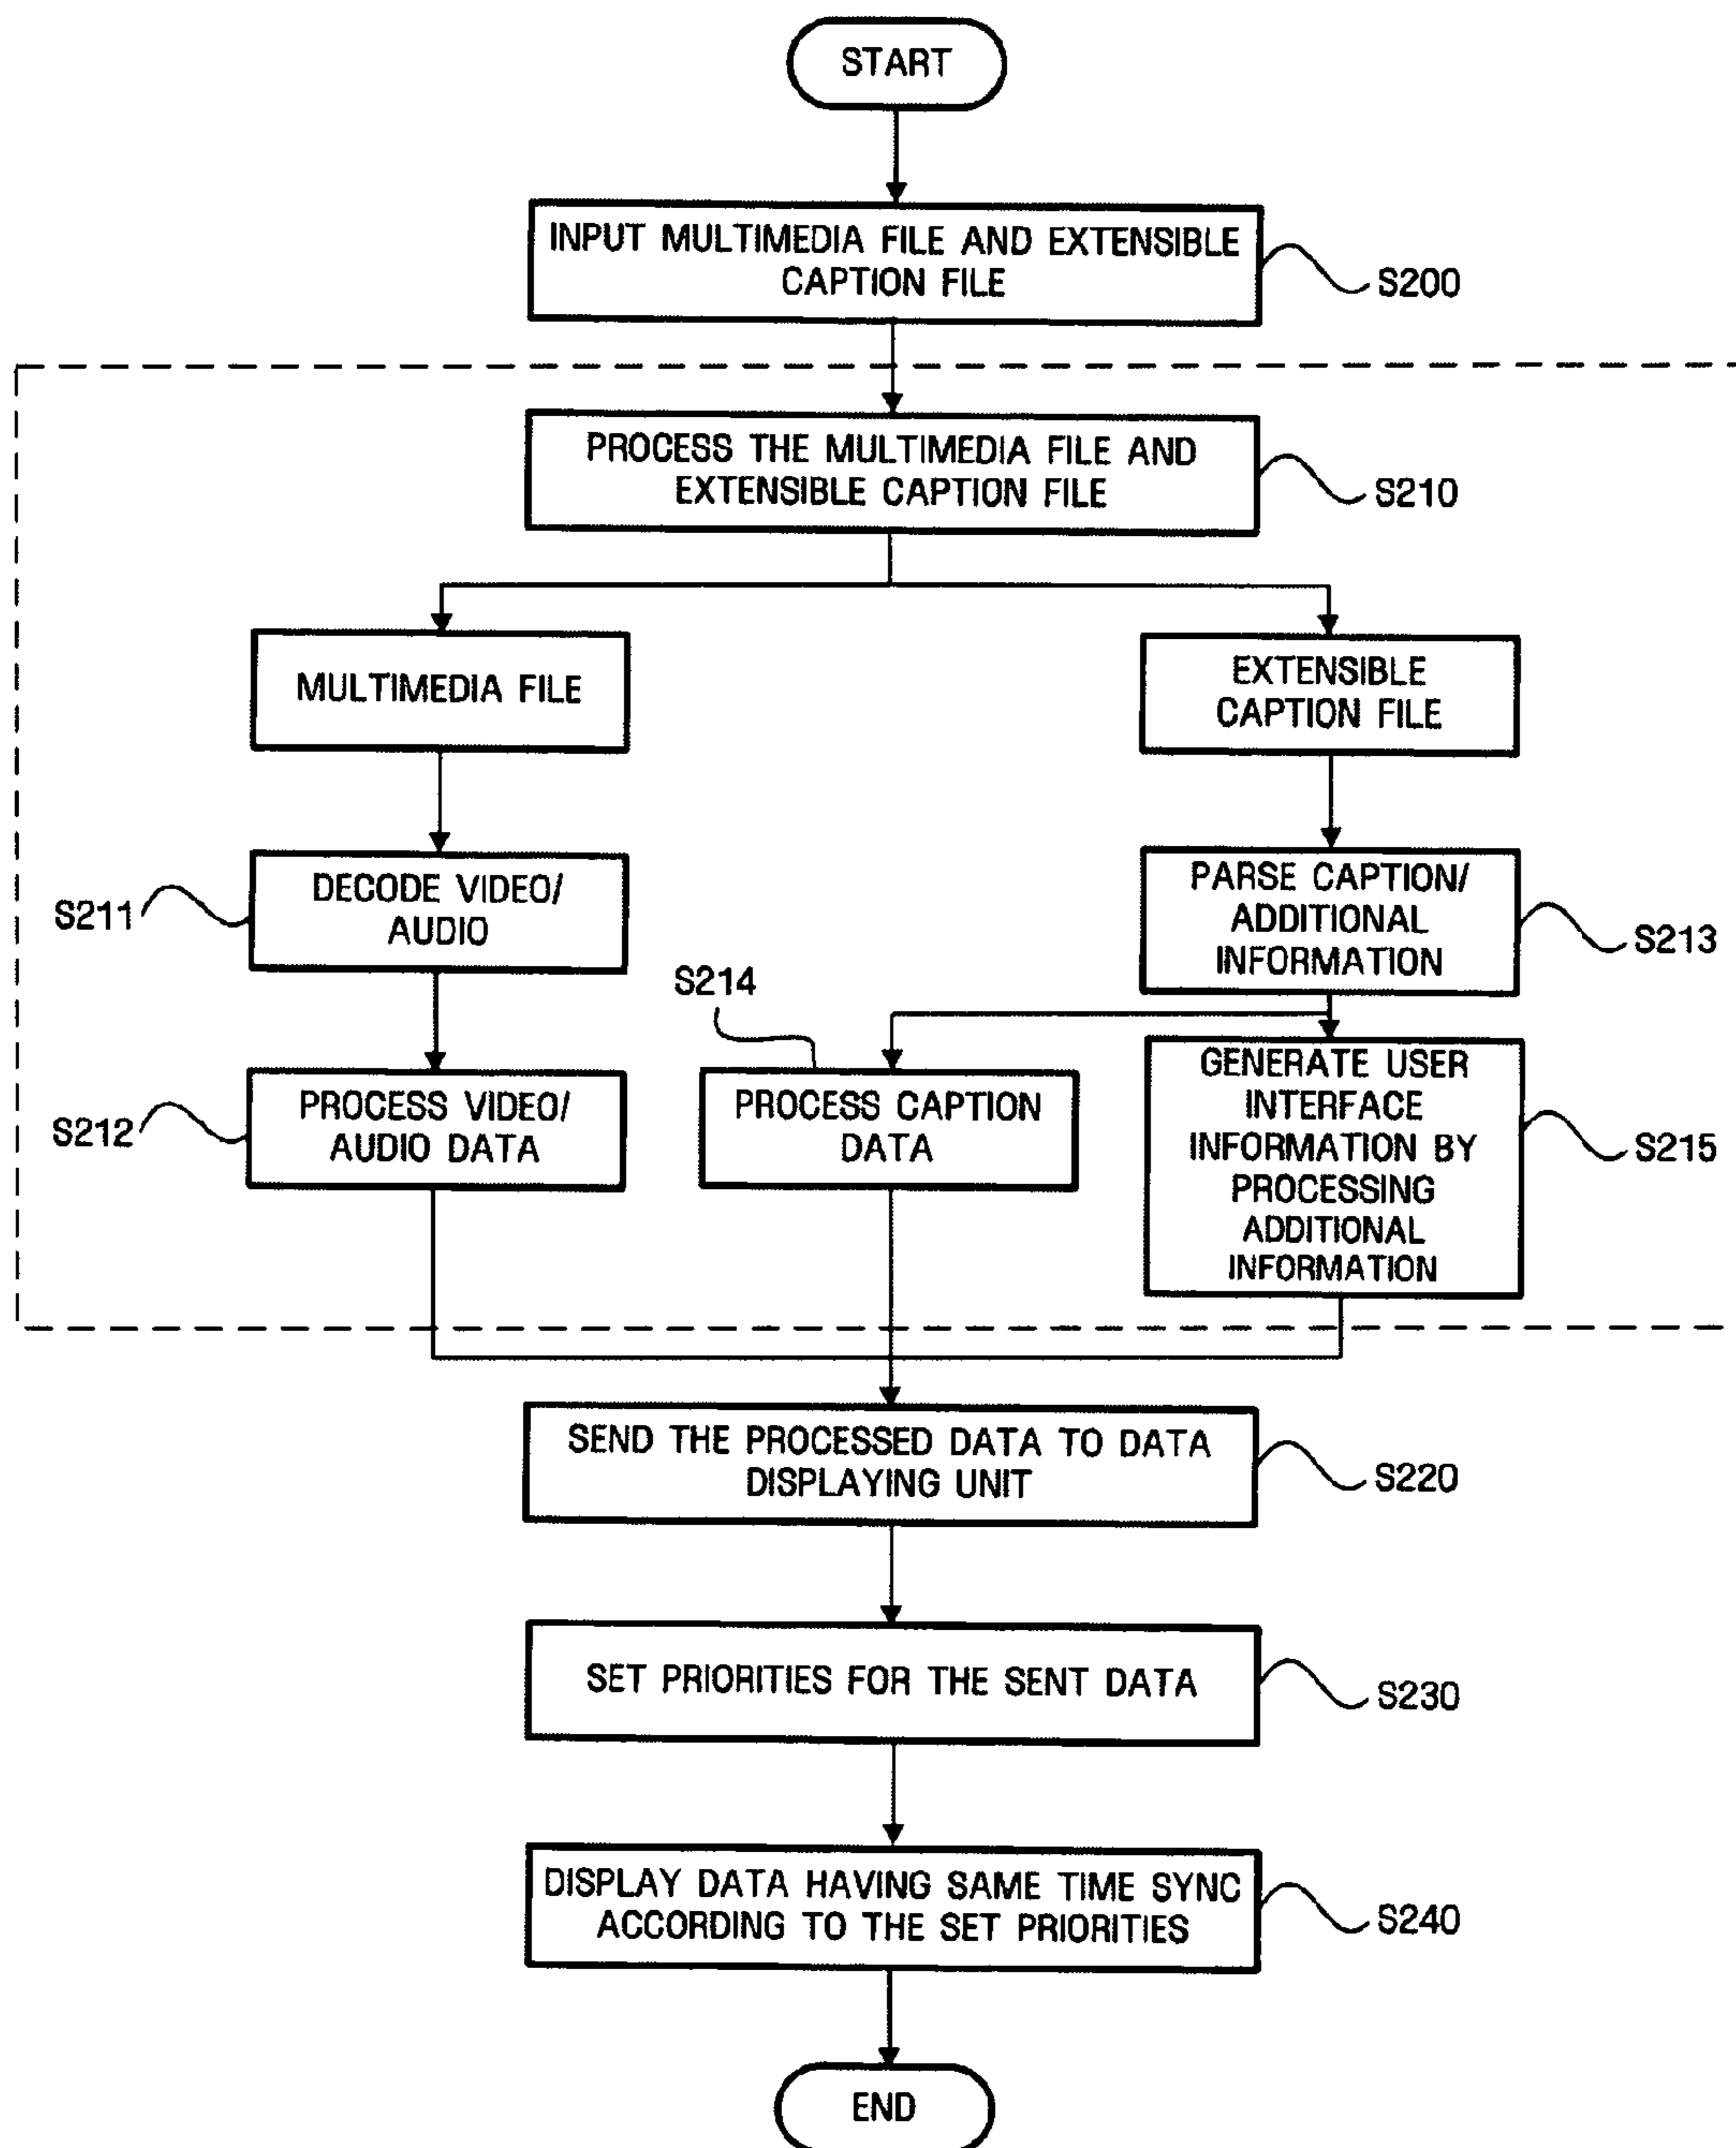 START
INPUT MULTIMEDIA FILE AND EXTENSIBLE
CAPTION FILE
S200
PROCESS THE MULTIMEDIA FILE AND
EXTENSIBLE CAPTION FILE
S210
MULTIMEDIA FILE
EXTENSIBLE
CAPTION FILE
S211
DECODE VIDEO/
AUDIO
PARSE CAPTION/
ADDITIONAL
INFORMATION
S213
S212
PROCESS VIDEO/
AUDIO DATA
S214
PROCESS CAPTION
DATA
GENERATE USER
INTERFACE
INFORMATION BY
PROCESSING
ADDITIONAL
INFORMATION
S215
SEND THE PROCESSED DATA TO DATA
DISPLAYING UNIT
S220
SET PRIORITIES FOR THE SENT DATA
S230
DISPLAY DATA HAVING SAME TIME SYNC
ACCORDING TO THE SET PRIORITIES
S240
END